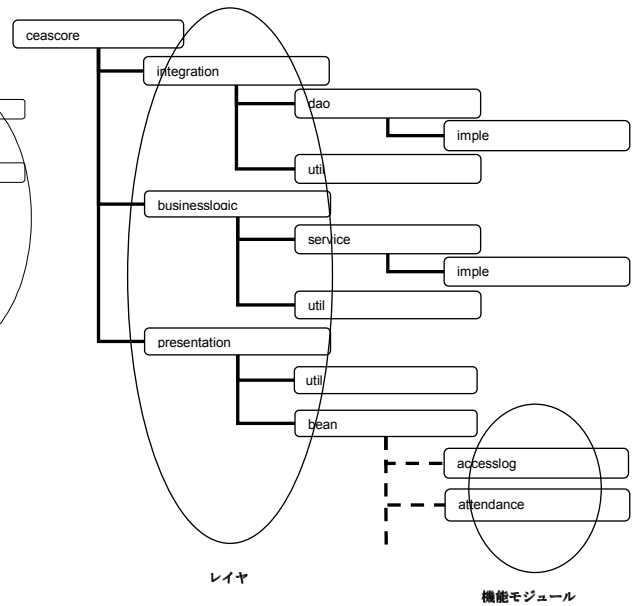 ceascore
integration
dao
imple
util
businesslogic
service
imple
util
presentation
util
bean
accesslog
attendance
レイヤ
機能モジュール